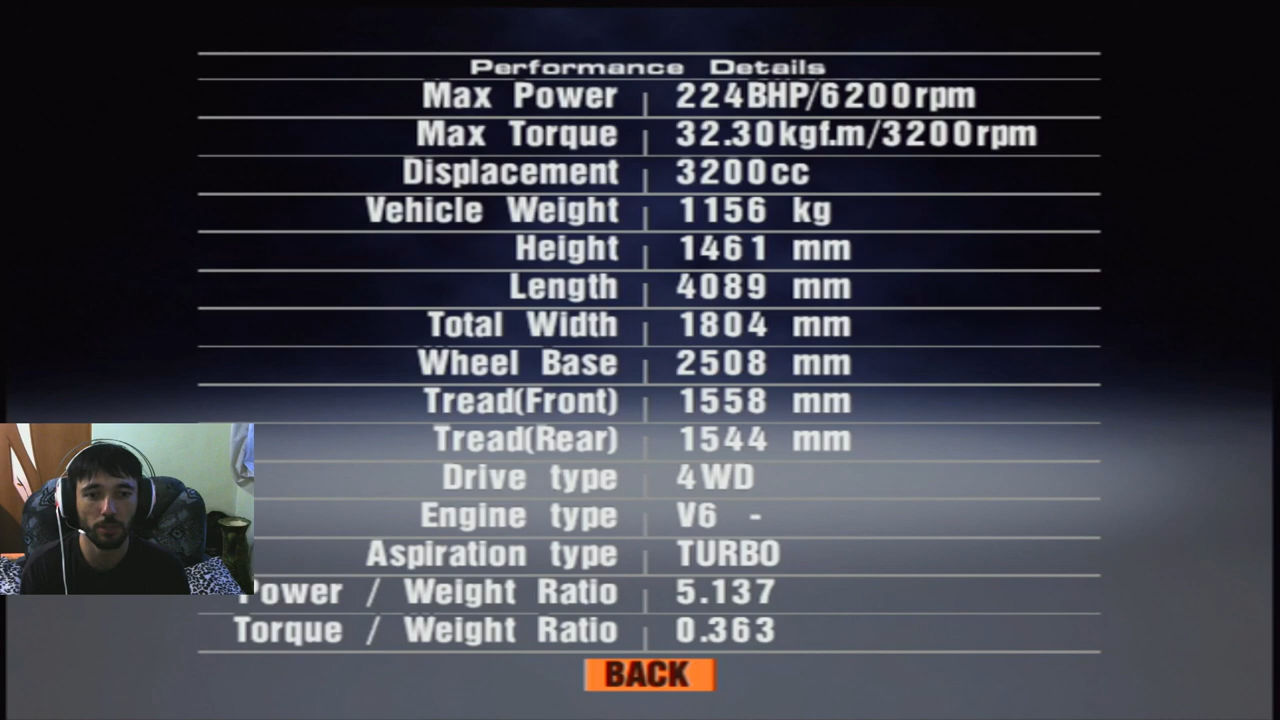 Performance Details
Max Power 224BHP/6200rpm
Max Torque 32.30kgf.m/3200rpm
Displacement 3200cc
Vehicle Weight 1156 kg
Height 1461 mm
Length 4089 mm
Total Width 1804 mm
Wheel Base 2508 mm
Tread(Front) 1558 mm
Tread(Rear) 1544 mm
Drive type 4WD
Engine type V6 -
Aspiration type TURBO
Power / Weight Ratio 5.137
Torque / Weight Ratio 0.363
BACK